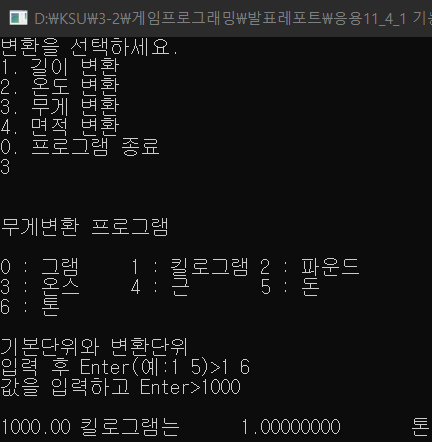 D:\KSU\3-2\게임프로그래밍\발표레포트\응용11_4_1
변환을 선택하세요.
1. 길이 변환
2. 온도 변환
3. 무게 변환
4. 면적 변환
0. 프로그램 종료
3
무게변환 프로그램
0 : 그램 1 : 킬로그램 2 : 파운드
3 : 온스 4 : 근 5 : 돈
6 : 톤
기본단위와 변환단위
입력 후 Enter(예:1 5)>1 6
값을 입력하고 Enter>1000
1000.00 킬로그램는 1.00000000 톤